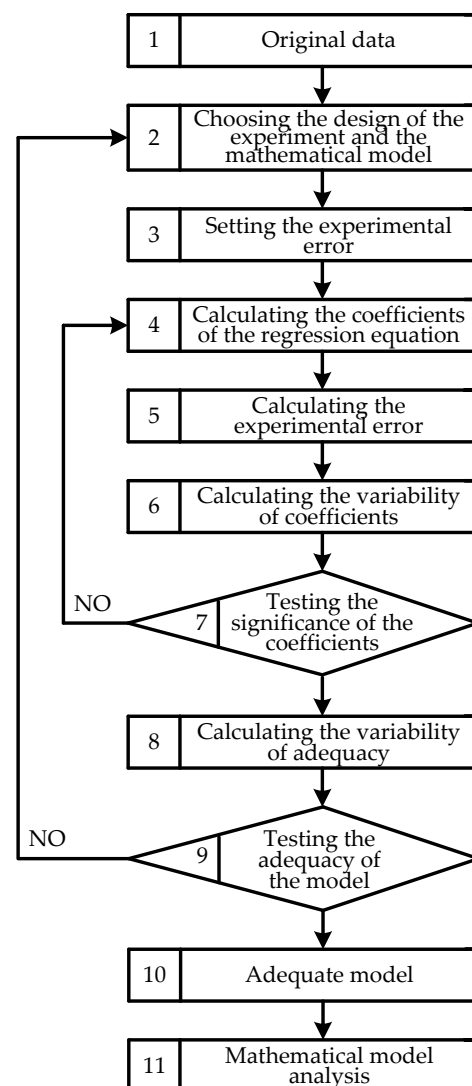 1
Original data
2
Choosing the design of the
experiment and the
mathematical model
3
Setting the experimental
error
4
Calculating the coefficients
of the regression equation
5
Calculating the
experimental error
6
Calculating the variability
of coefficients
NO
7
Testing the
significance of the
coefficients
8
Calculating the variability
of adequacy
NO
9
Testing the
adequacy of
the model
10
Adequate model
11
Mathematical model
analysis